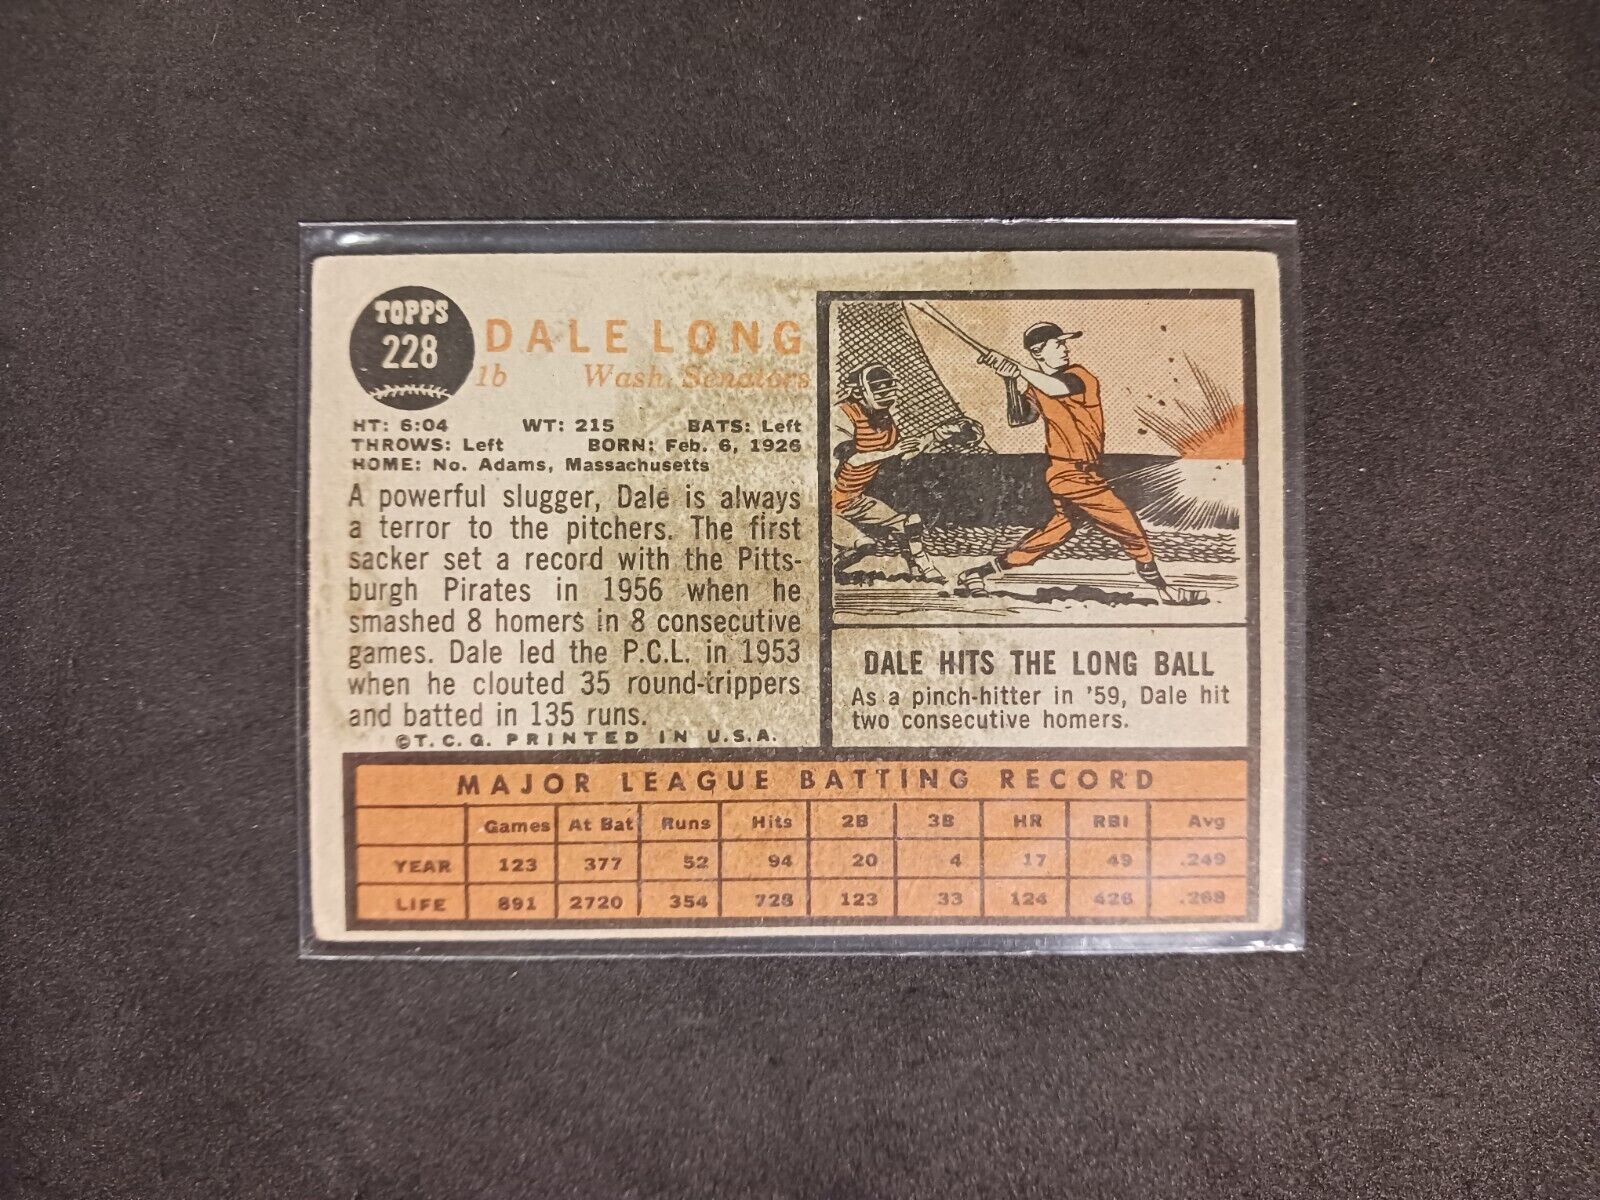 TOPPS
228
DALE LONG
1b Wash. Senators
HT: 6:04 WT: 215 BATS: Left
THROWS: Left BORN: Feb. 6, 1926
HOME: No. Adams, Massachusetts
A powerful slugger, Dale is always
a terror to the pitchers. The first
sacker set a record with the Pitts-
burgh Pirates in 1956 when he
smashed 8 homers in 8 consecutive
games. Dale led the P.C.L. in 1953
when he clouted 35 round-trippers
and batted in 135 runs.
©T.C.G. PRINTED IN U.S.A.
DALE HITS THE LONG BALL
As a pinch-hitter in '59, Dale hit
two consecutive homers.
MAJOR LEAGUE BATTING RECORD
Games At Bat Runs Hits 2B 3B HR RBI Avg
YEAR 123 377 52 94 20 4 17 49 .249
LIFE 891 2720 354 728 123 33 124 426 .268